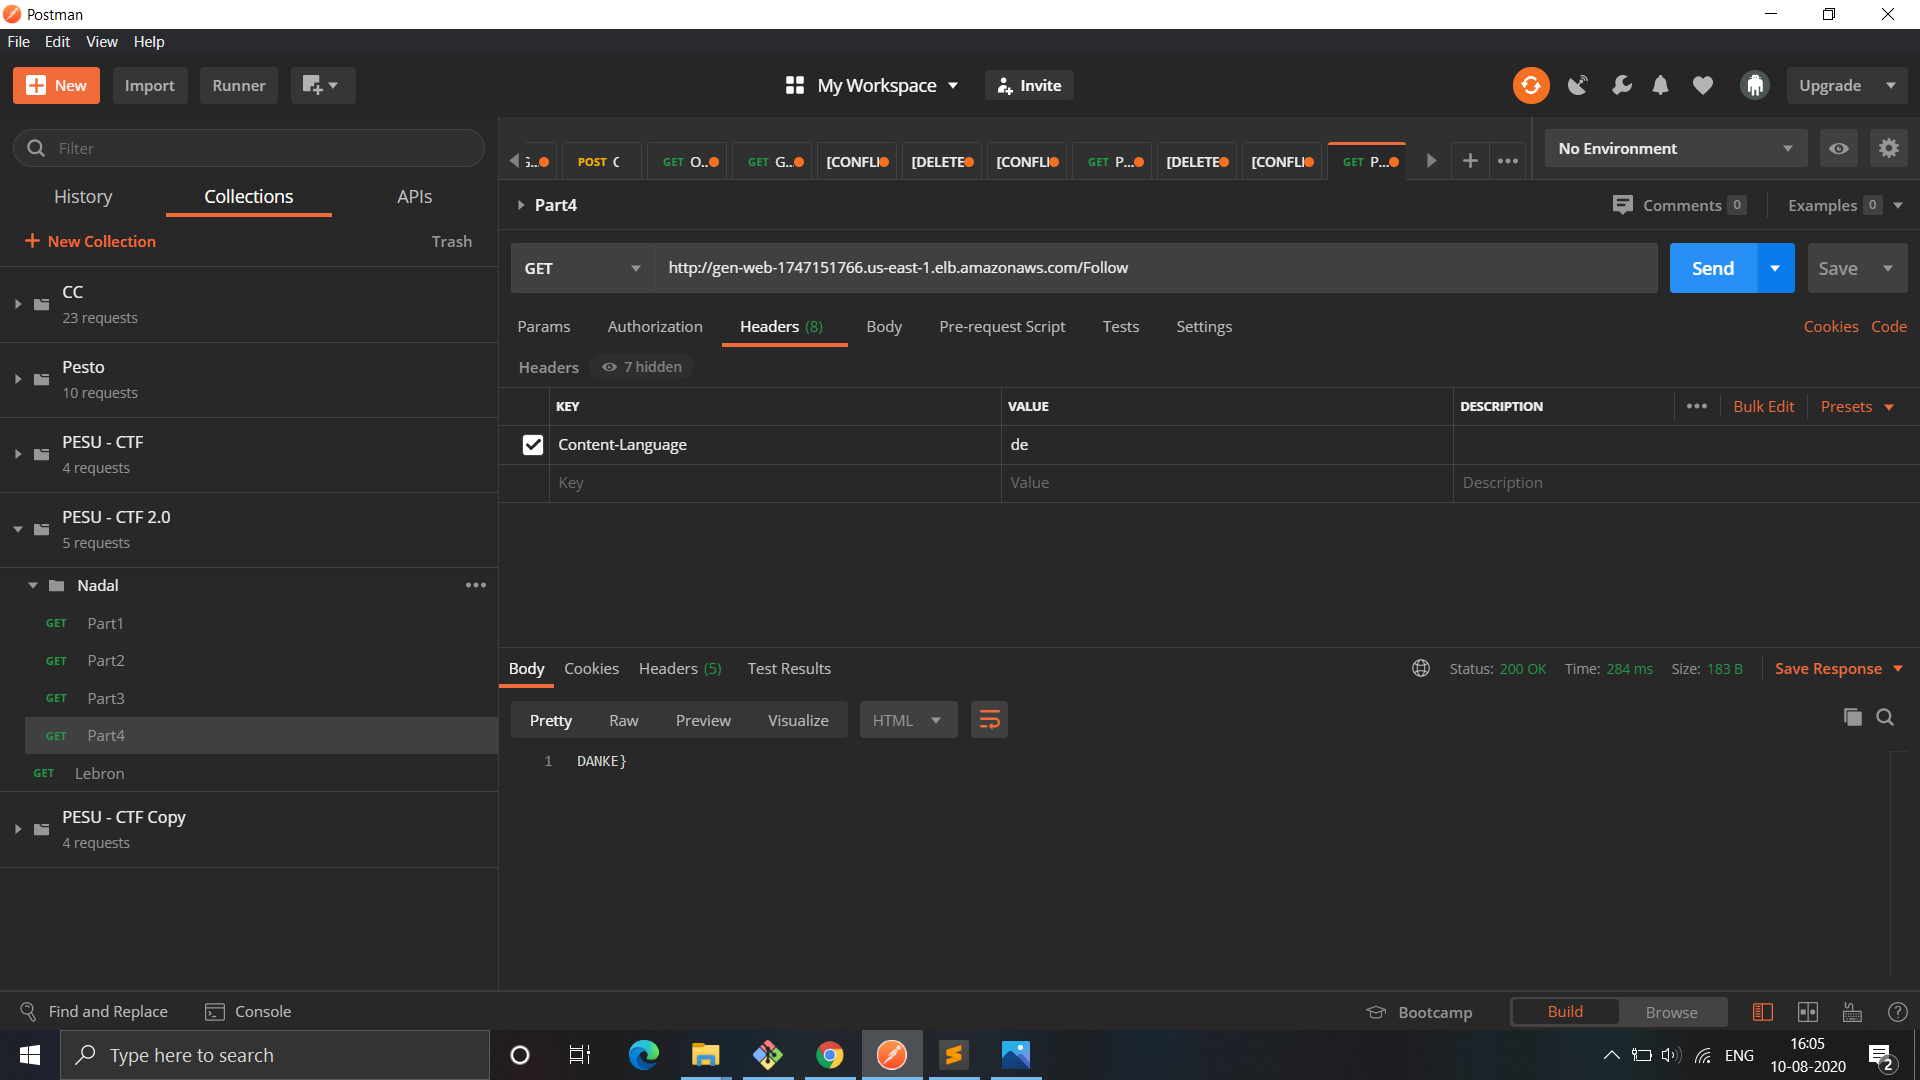 Postman
File Edit View Help
New Import Runner My Workspace Invite Upgrade
Filter
History Collections APIs
New Collection Trash
CC
23 requests
Pesto
10 requests
PESU - CTF
4 requests
PESU - CTF 2.0
5 requests
Nadal
GET Part1
GET Part2
GET Part3
GET Part4
GET Lebron
PESU - CTF Copy
4 requests
POST GET O... GET G... [CONFLI [DELETE [CONFLI GET P... [DELETE [CONFLI GET P...
No Environment
Part4
Comments 0 Examples 0
GET http://gen-web-1747151766.us-east-1.elb.amazonaws.com/Follow Send Save
Params Authorization Headers (8) Body Pre-request Script Tests Settings Cookies Code
Headers 7 hidden
KEY VALUE DESCRIPTION Bulk Edit Presets
Content-Language de
Key Value Description
Body Cookies Headers (5) Test Results Status: 200 OK Time: 284 ms Size: 183 B Save Response
Pretty Raw Preview Visualize HTML
1 DANKE}
Find and Replace Console Bootcamp Build Browse
Type here to search
ENG
16:05
10-08-2020
2